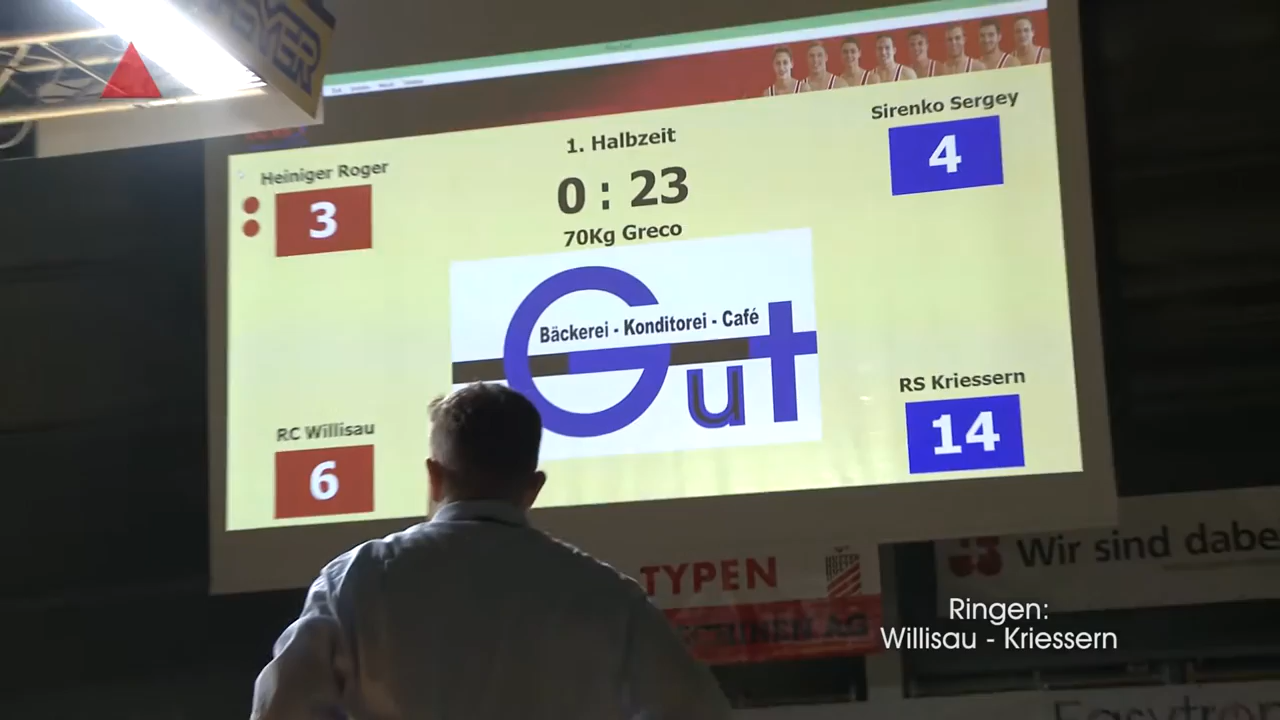 Sirenko Sergey
4
1. Halbzeit
0 : 23
70Kg Greco
Heiniger Roger
3
Bäckerei - Konditorei - Café
Gut
RS Kriessern
14
RC Willisau
6
TYPEN
Wir sind dabe
Ringen:
Willisau - Kriessern